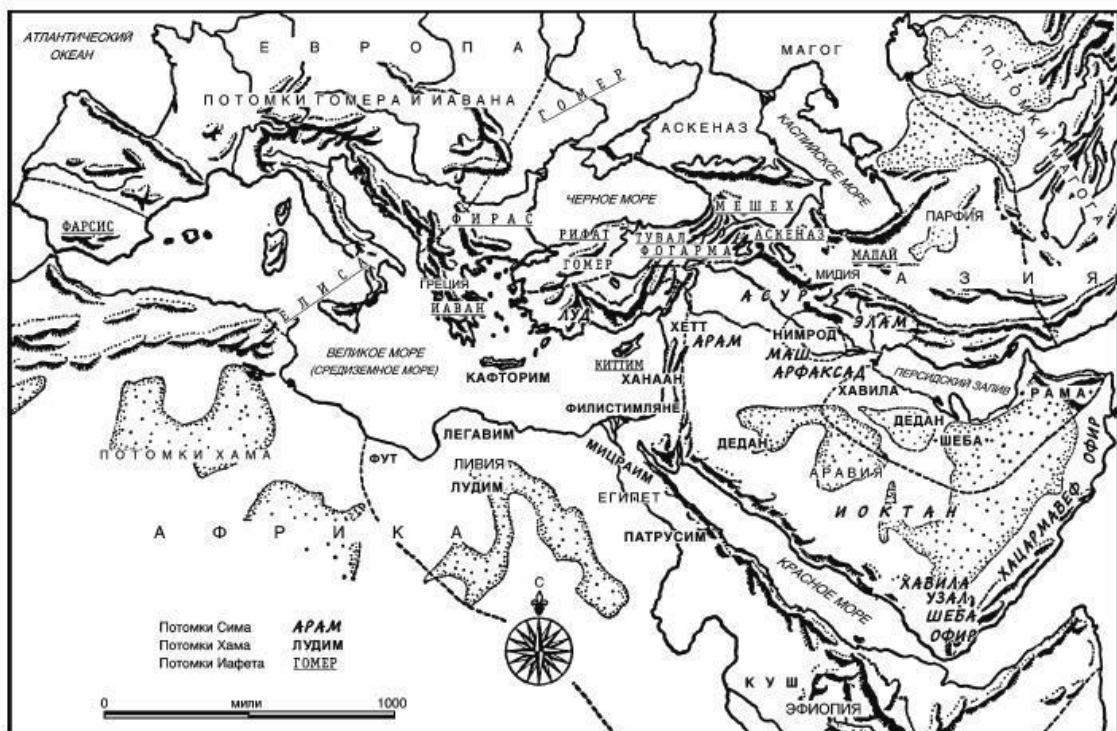 АТЛАНТИЧЕСКИЙ
ОКЕАН
ЕВРОПА
МАГОГ
ПОТОМКИ МАГОГА
ГОМЕР
ПОТОМКИ ГОМЕРА И ИАВАНА
АСКЕНАЗ
КАСПИЙСКОЕ МОРЕ
ЧЕРНОЕ МОРЕ
МЕШЕХ
ПАРФИЯ
ФАРСИС
ФИРАС
РИФАТ
ТУВАЛ
АСКЕНАЗ
ФОГАРМА
МАДАЙ
ЕЛИСА
ГОМЕР
МИДИЯ
АЗИЯ
ГРЕЦИЯ
ИАВАН
ЛУД
АСУР
ЭЛАМ
ХЕТТ
НИМРОД
АРАМ
ВЕЛИКОЕ МОРЕ
(СРЕДИЗЕМНОЕ МОРЕ)
КИТТИМ
МАШ
КАФТОРИМ
ХАНААН
АРФАКСАД
ПЕРСИДСКИЙ ЗАЛИВ
ХАВИЛА
РАМА
ФИЛИСТИМЛЯНЕ
ДЕДАН
ЛЕГАВИМ
ДЕДАН
ШЕБА
ОФИР
ПОТОМКИ ХАМА
ФУТ
ЛИВИЯ
МИЦРАИМ
АРАВИЯ
ЛУДИМ
ЕГИПЕТ
ИОКТАН
АФРИКА
ПАТРУСИМ
ХАЦАРМАВЕФ
КРАСНОЕ МОРЕ
ХАВИЛА
УЗАЛ
ШЕБА
ОФИР
С
Потомки Сима АРАМ
Потомки Хама ЛУДИМ
Потомки Иафета ГОМЕР
КУШ
ЭФИОПИЯ
0 МИЛИ 1000